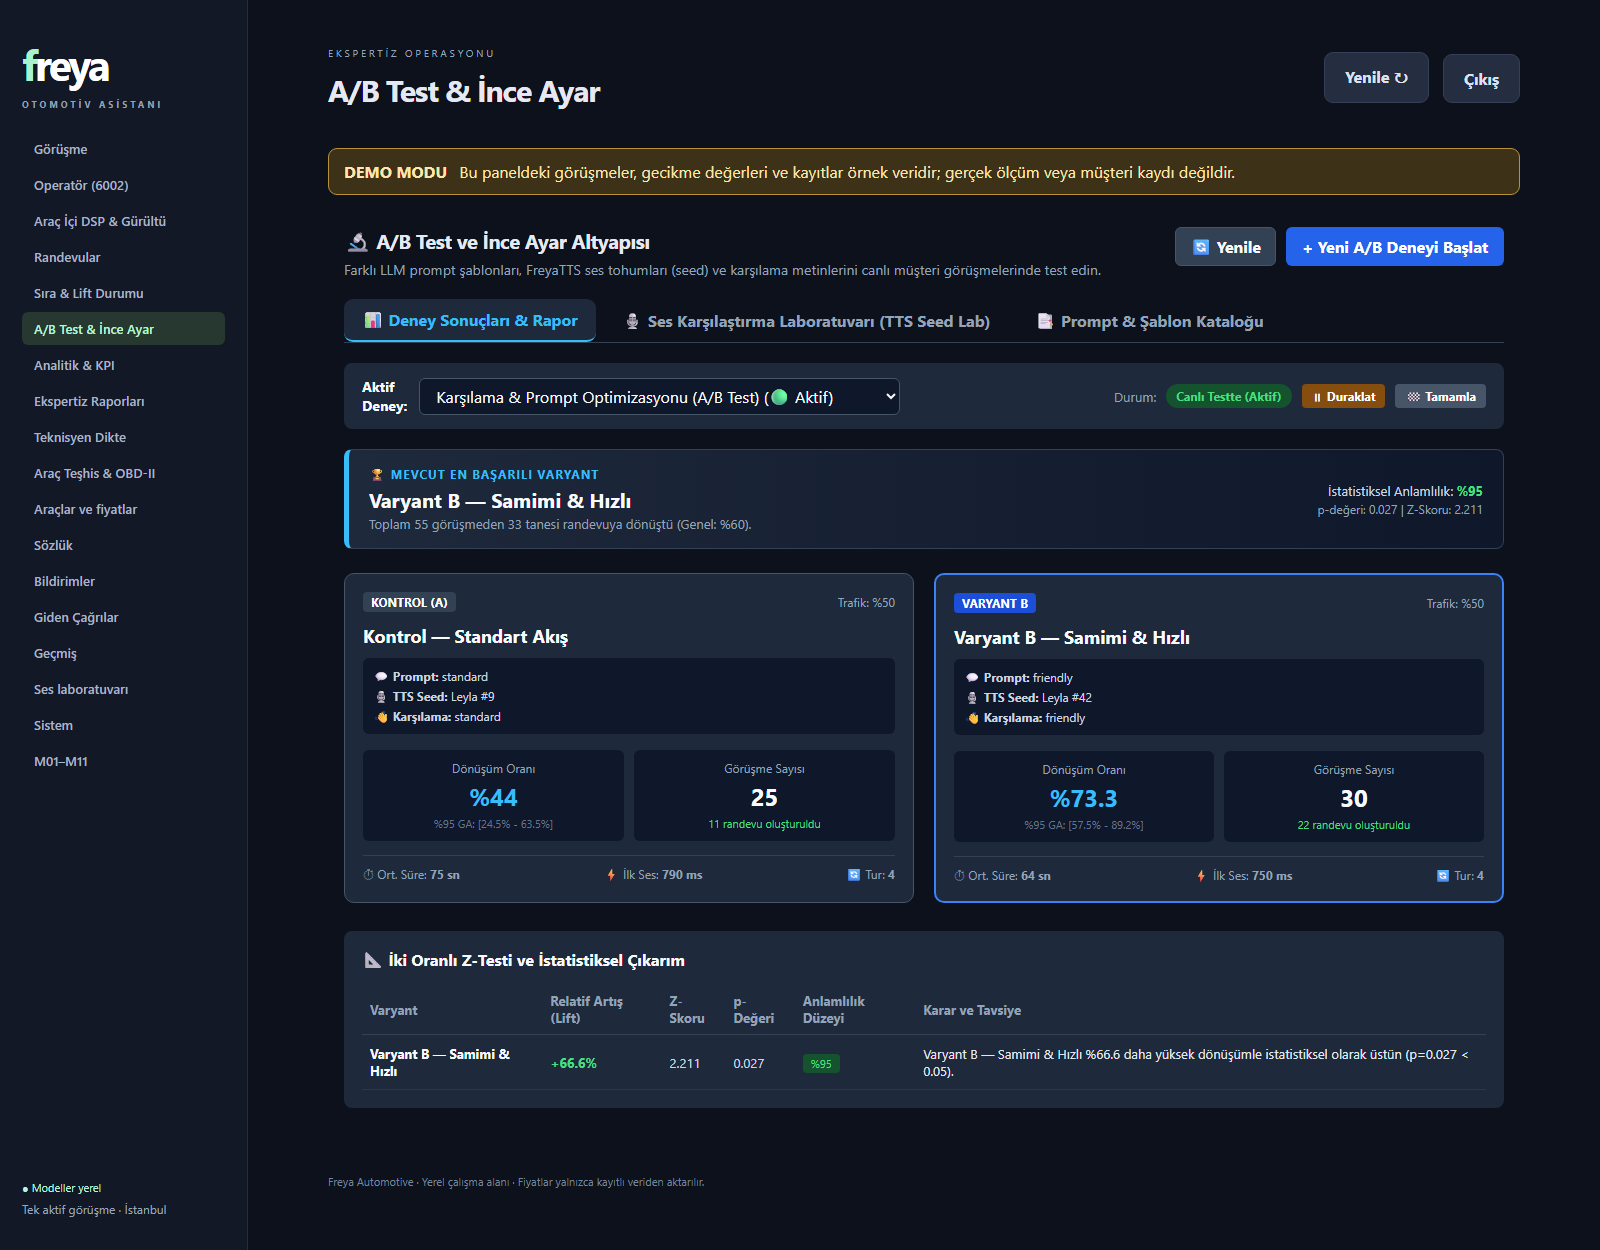 freya
OTOMOTİV ASİSTANI
Görüşme
Operatör (6002)
Araç İçi DSP & Gürültü
Randevular
Sıra & Lift Durumu
A/B Test & İnce Ayar
Analitik & KPI
Ekspertiz Raporları
Teknisyen Dikte
Araç Teşhis & OBD-II
Araçlar ve fiyatlar
Sözlük
Bildirimler
Giden Çağrılar
Geçmiş
Ses laboratuvarı
Sistem
M01–M11
● Modeller yerel
Tek aktif görüşme · İstanbul
EKSPERTİZ OPERASYONU
A/B Test & İnce Ayar
Yenile ↻
Çıkış
DEMO MODU Bu paneldeki görüşmeler, gecikme değerleri ve kayıtlar örnek veridir; gerçek ölçüm veya müşteri kaydı değildir.
🔬 A/B Test ve İnce Ayar Altyapısı
Farklı LLM prompt şablonları, FreyaTTS ses tohumları (seed) ve karşılama metinlerini canlı müşteri görüşmelerinde test edin.
🔄 Yenile
+ Yeni A/B Deneyi Başlat
📊 Deney Sonuçları & Rapor
🎙️ Ses Karşılaştırma Laboratuvarı (TTS Seed Lab)
📑 Prompt & Şablon Kataloğu
Aktif
Deney:
Karşılama & Prompt Optimizasyonu (A/B Test) (🟢 Aktif)
Durum:
Canlı Testte (Aktif)
⏸ Duraklat
🏁 Tamamla
🏆 MEVCUT EN BAŞARILI VARYANT
Varyant B — Samimi & Hızlı
Toplam 55 görüşmeden 33 tanesi randevuya dönüştü (Genel: %60).
İstatistiksel Anlamlılık: %95
p-değeri: 0.027 | Z-Skoru: 2.211
KONTROL (A)
Trafik: %50
Kontrol — Standart Akış
💬 Prompt: standard
🎙️ TTS Seed: Leyla #9
👋 Karşılama: standard
Dönüşüm Oranı
%44
%95 GA: [24.5% - 63.5%]
Görüşme Sayısı
25
11 randevu oluşturuldu
⏱ Ort. Süre: 75 sn
⚡ İlk Ses: 790 ms
🔄 Tur: 4
VARYANT B
Trafik: %50
Varyant B — Samimi & Hızlı
💬 Prompt: friendly
🎙️ TTS Seed: Leyla #42
👋 Karşılama: friendly
Dönüşüm Oranı
%73.3
%95 GA: [57.5% - 89.2%]
Görüşme Sayısı
30
22 randevu oluşturuldu
⏱ Ort. Süre: 64 sn
⚡ İlk Ses: 750 ms
🔄 Tur: 4
📐 İki Oranlı Z-Testi ve İstatistiksel Çıkarım
Varyant
Relatif Artış
(Lift)
Z-
Skoru
p-
Değeri
Anlamlılık
Düzeyi
Karar ve Tavsiye
Varyant B — Samimi &
Hızlı
+66.6%
2.211
0.027
%95
Varyant B — Samimi & Hızlı %66.6 daha yüksek dönüşümle istatistiksel olarak üstün (p=0.027 <
0.05).
Freya Automotive · Yerel çalışma alanı · Fiyatlar yalnızca kayıtlı veriden aktarılır.